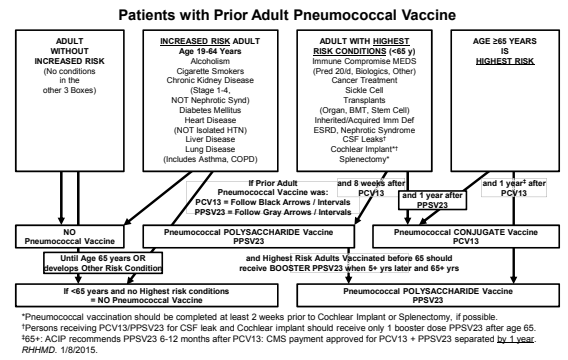 Patients with Prior Adult Pneumococcal Vaccine
ADULT
WITHOUT
INCREASED RISK
(No conditions
in the
other 3 Boxes)
INCREASED RISK ADULT
Age 19-64 Years
Alcoholism
Cigarette Smokers
Chronic Kidney Disease
(Stage 1-4,
NOT Nephrotic Synd)
Diabetes Mellitus
Heart Disease
(NOT Isolated HTN)
Liver Disease
Lung Disease
(Includes Asthma, COPD)
ADULT WITH HIGHEST
RISK CONDITIONS (<65 y)
Immune Compromise MEDS
(Pred 20/d, Biologics, Other)
Cancer Treatment
Sickle Cell
Transplants
(Organ, BMT, Stem Cell)
Inherited/Acquired Imm Def
ESRD, Nephrotic Syndrome
CSF Leaks†
Cochlear Implant*†
Splenectomy*
AGE ≥65 YEARS
IS
HIGHEST RISK
If Prior Adult
Pneumococcal Vaccine was:
PCV13 = Follow Black Arrows / Intervals
PPSV23 = Follow Gray Arrows / Intervals
and 8 weeks after
PCV13
and 1 year after
PPSV23
and 1 year‡ after
PCV13
NO
Pneumococcal Vaccine
Pneumococcal POLYSACCHARIDE Vaccine
PPSV23
Pneumococcal CONJUGATE Vaccine
PCV13
Until Age 65 years OR
develops Other Risk Condition
and Highest Risk Adults Vaccinated before 65 should
receive BOOSTER PPSV23 when 5+ yrs later and 65+ yrs
If <65 years and no Highest risk conditions
= NO Pneumococcal Vaccine
Pneumococcal POLYSACCHARIDE Vaccine
PPSV23
*Pneumococcal vaccination should be completed at least 2 weeks prior to Cochlear Implant or Splenectomy, if possible.
†Persons receiving PCV13/PPSV23 for CSF leak and Cochlear implant should receive only 1 booster dose PPSV23 after age 65.
‡65+: ACIP recommends PPSV23 6-12 months after PCV13: CMS payment approved for PCV13 + PPSV23 separated by 1 year.
RHHMD, 1/8/2015.